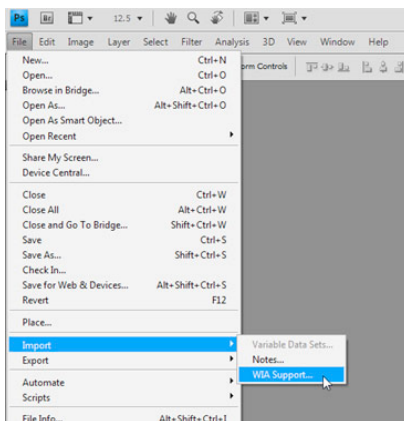 Ps Br 12.5
File Edit Image Layer Select Filter Analysis 3D View Window Help
orm Controls
New... Ctrl+N
Open... Ctrl+O
Browse in Bridge... Alt+Ctrl+O
Open As... Alt+Shift+Ctrl+O
Open As Smart Object...
Open Recent
Share My Screen...
Device Central...
Close Ctrl+W
Close All Alt+Ctrl+W
Close and Go To Bridge... Shift+Ctrl+W
Save Ctrl+S
Save As... Shift+Ctrl+S
Check In...
Save for Web & Devices... Alt+Shift+Ctrl+S
Revert F12
Place...
Import
Variable Data Sets...
Export
Notes...
WIA Support...
Automate
Scripts
File Info... Alt+Shift+Ctrl+I